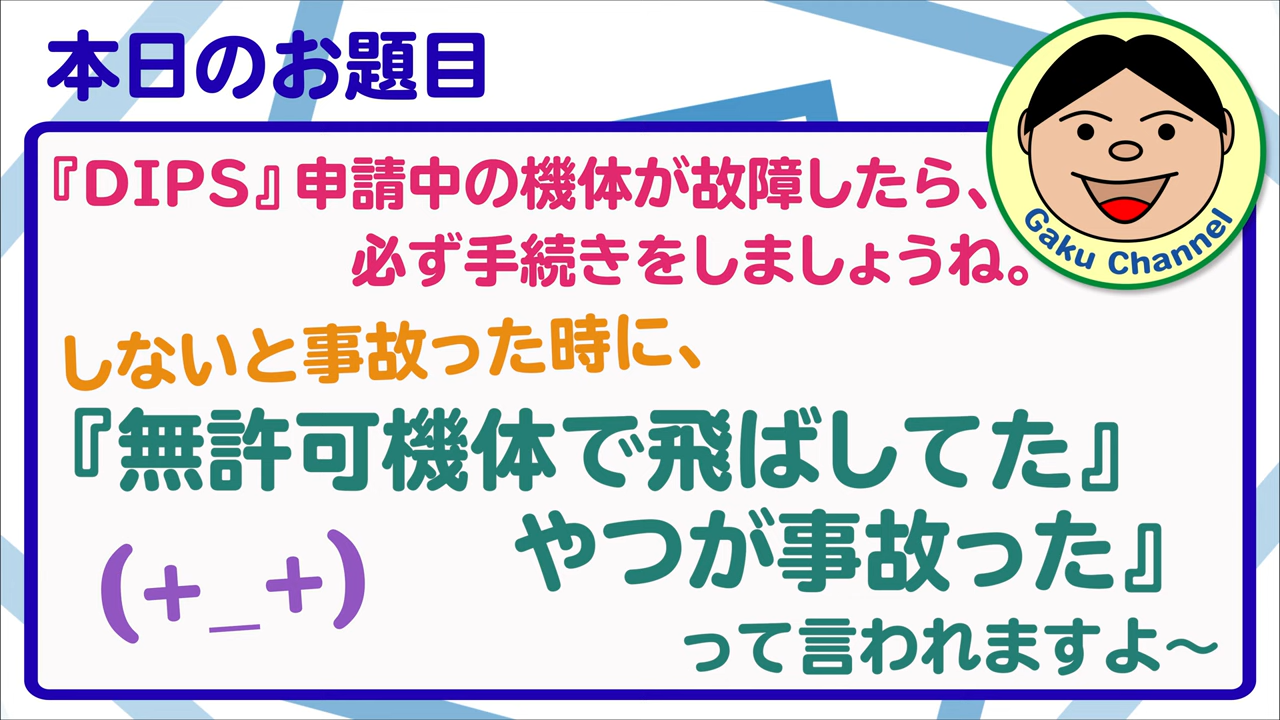 本日のお題目
『DIPS』申請中の機体が故障したら、
必ず手続きをしましょうね。
しないと事故った時に、
『無許可機体で飛ばしてた』
やつが事故った』
(+_+)
って言われますよ～
Gaku Channel